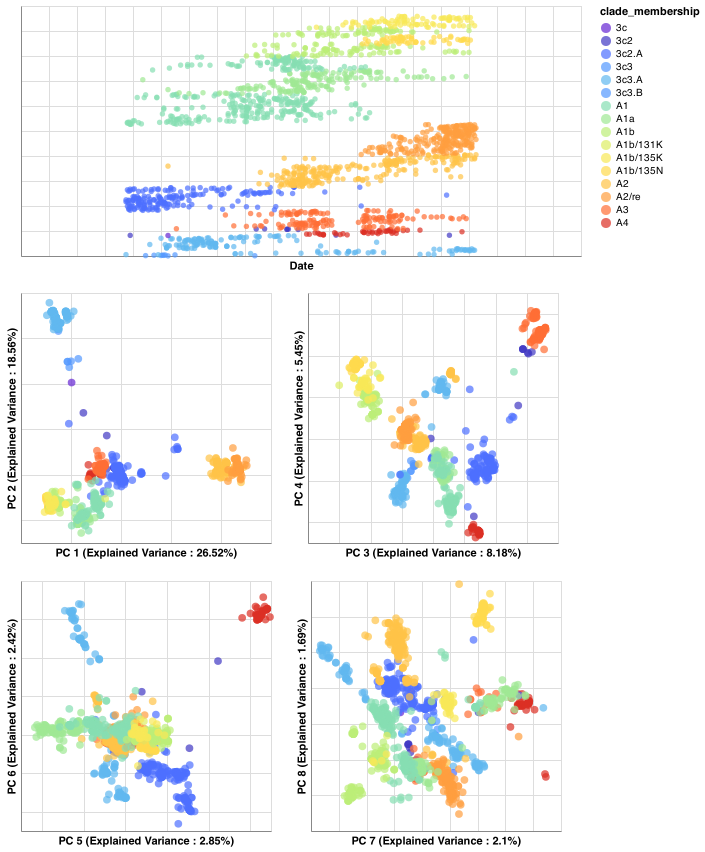 clade_membership
3c
3c2
3c2.A
3c3
3c3.A
3c3.B
A1
A1a
A1b
A1b/131K
A1b/135K
A1b/135N
A2
A2/re
A3
A4
Date
PC 2 (Explained Variance : 18.56%)
PC 1 (Explained Variance : 26.52%)
PC 4 (Explained Variance : 5.45%)
PC 3 (Explained Variance : 8.18%)
PC 6 (Explained Variance : 2.42%)
PC 5 (Explained Variance : 2.85%)
PC 8 (Explained Variance : 1.69%)
PC 7 (Explained Variance : 2.1%)